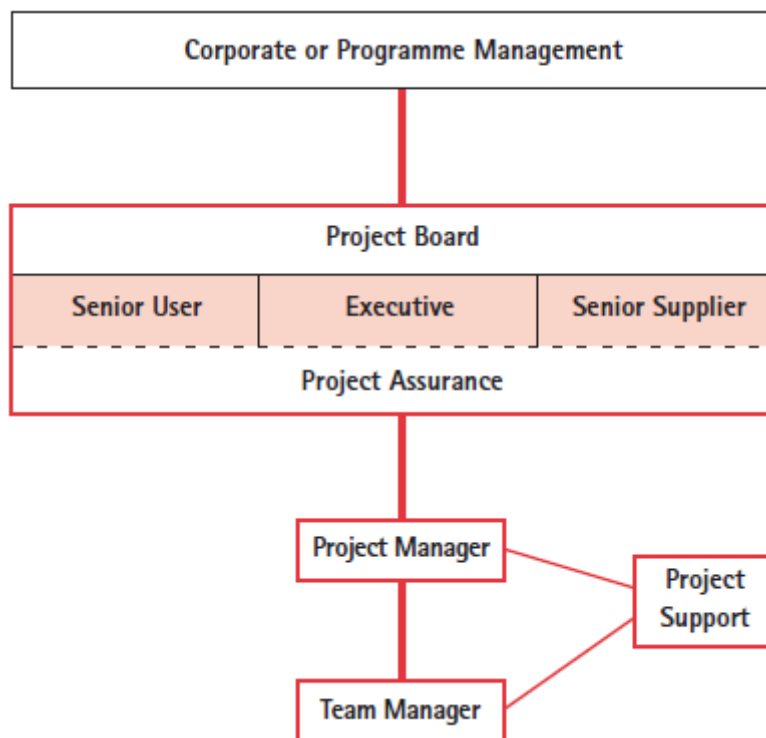 Corporate or Programme Management
Project Board
Senior User
Executive
Senior Supplier
Project Assurance
Project Manager
Project
Support
Team Manager